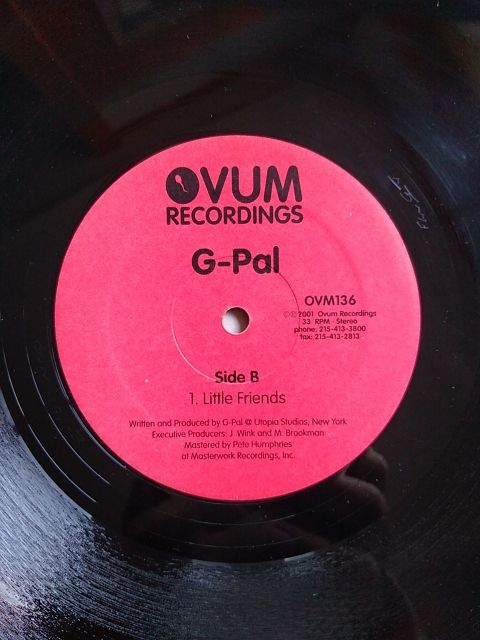 OVUM
RECORDINGS
G-Pal
OVM136
©℗2001 Ovum Recordings
33 RPM · Stereo
phone: 215-413-3800
fax: 215-413-2813
Side B
1. Little Friends
Written and Produced by G-Pal @ Utopia Studios, New York
Executive Producers: J. Wink and M. Brookman
Mastered by Pete Humphries
at Masterwork Recordings, Inc.